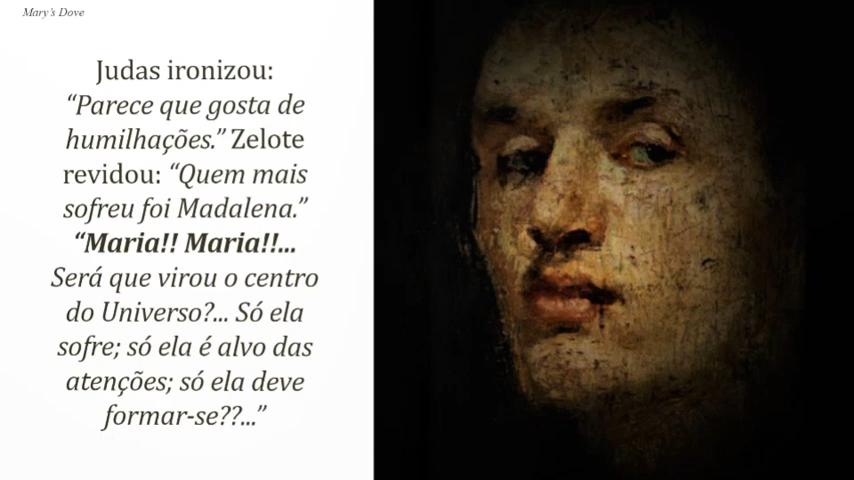 Mary's Dove
Judas ironizou:
“Parece que gosta de
humilhações.” Zelote
revidou: “Quem mais
sofreu foi Madalena.”
“Maria!! Maria!!...
Será que virou o centro
do Universo?... Só ela
sofre; só ela é alvo das
atenções; só ela deve
formar-se??...”